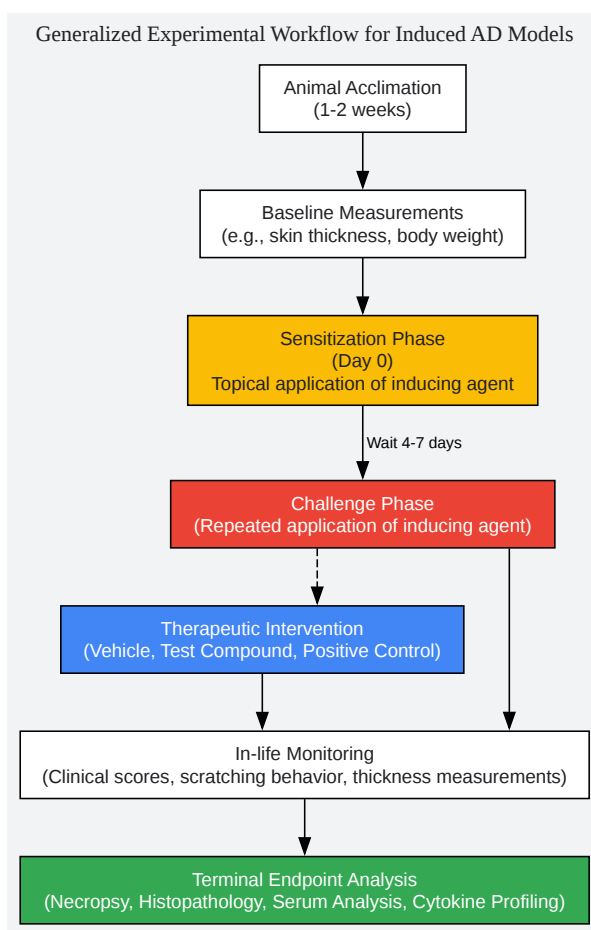 Generalized Experimental Workflow for Induced AD Models
Animal Acclimation
(1-2 weeks)
Baseline Measurements
(e.g., skin thickness, body weight)
Sensitization Phase
(Day 0)
Topical application of inducing agent
Wait 4-7 days
Challenge Phase
(Repeated application of inducing agent)
Therapeutic Intervention
(Vehicle, Test Compound, Positive Control)
In-life Monitoring
(Clinical scores, scratching behavior, thickness measurements)
Terminal Endpoint Analysis
(Necropsy, Histopathology, Serum Analysis, Cytokine Profiling)